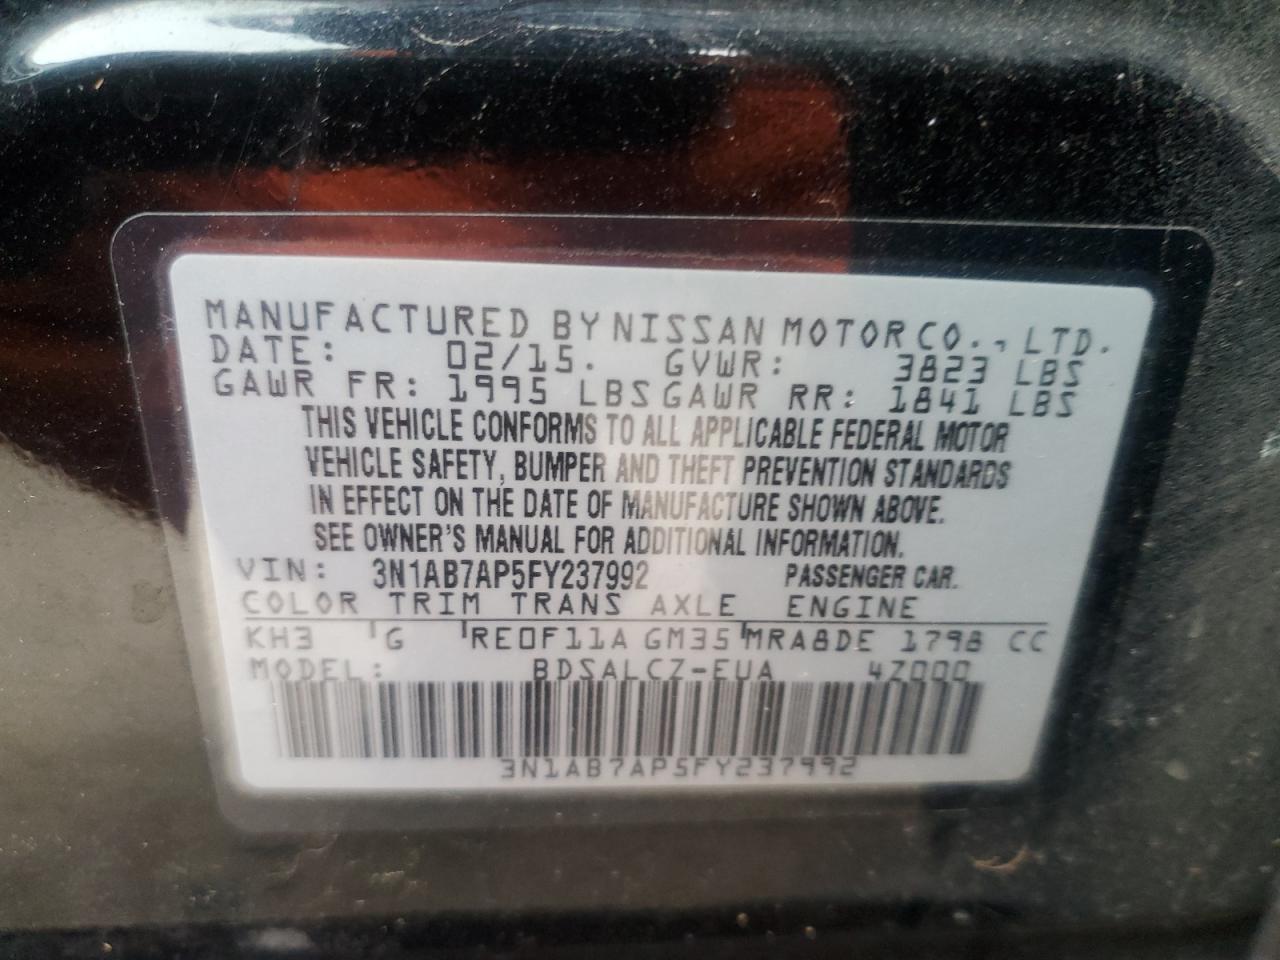 MANUFACTURED BY NISSAN MOTOR CO., LTD.
DATE: 02/15. GVWR: 3823 LBS
GAWR FR: 1995 LBS GAWR RR: 1841 LBS
THIS VEHICLE CONFORMS TO ALL APPLICABLE FEDERAL MOTOR
VEHICLE SAFETY, BUMPER AND THEFT PREVENTION STANDARDS
IN EFFECT ON THE DATE OF MANUFACTURE SHOWN ABOVE.
SEE OWNER'S MANUAL FOR ADDITIONAL INFORMATION.
VIN: 3N1AB7AP5FY237992 PASSENGER CAR.
COLOR TRIM TRANS AXLE ENGINE
KH3 G RE0F11A GM35 MRA8DE 1798 CC
MODEL: BDSALCZ-EUA 4Z000
3N1AB7AP5FY237992